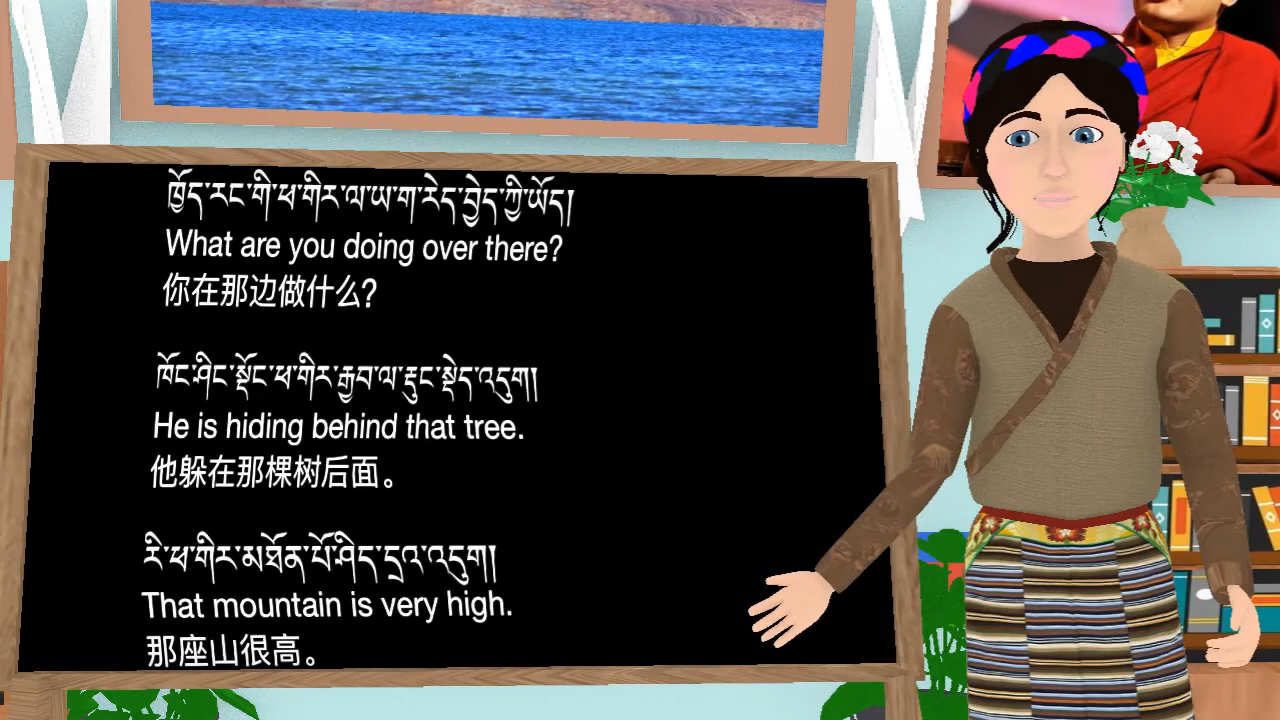 ཁྱོད་རང་གི་ཕ་གིར་ལ་ཡ་ག་རེད་བྱེད་ཀྱི་ཡོད།
What are you doing over there?
你在那边做什么?
ཁོང་ཤིང་སྡོང་ཕ་གིར་རྒྱབ་ལ་རྡུང་སྡེད་འདུག།
He is hiding behind that tree.
他躲在那棵树后面。
རི་ཕ་གིར་མཐོན་པོ་ཤིད་དྲའ་འདུག།
That mountain is very high.
那座山很高。